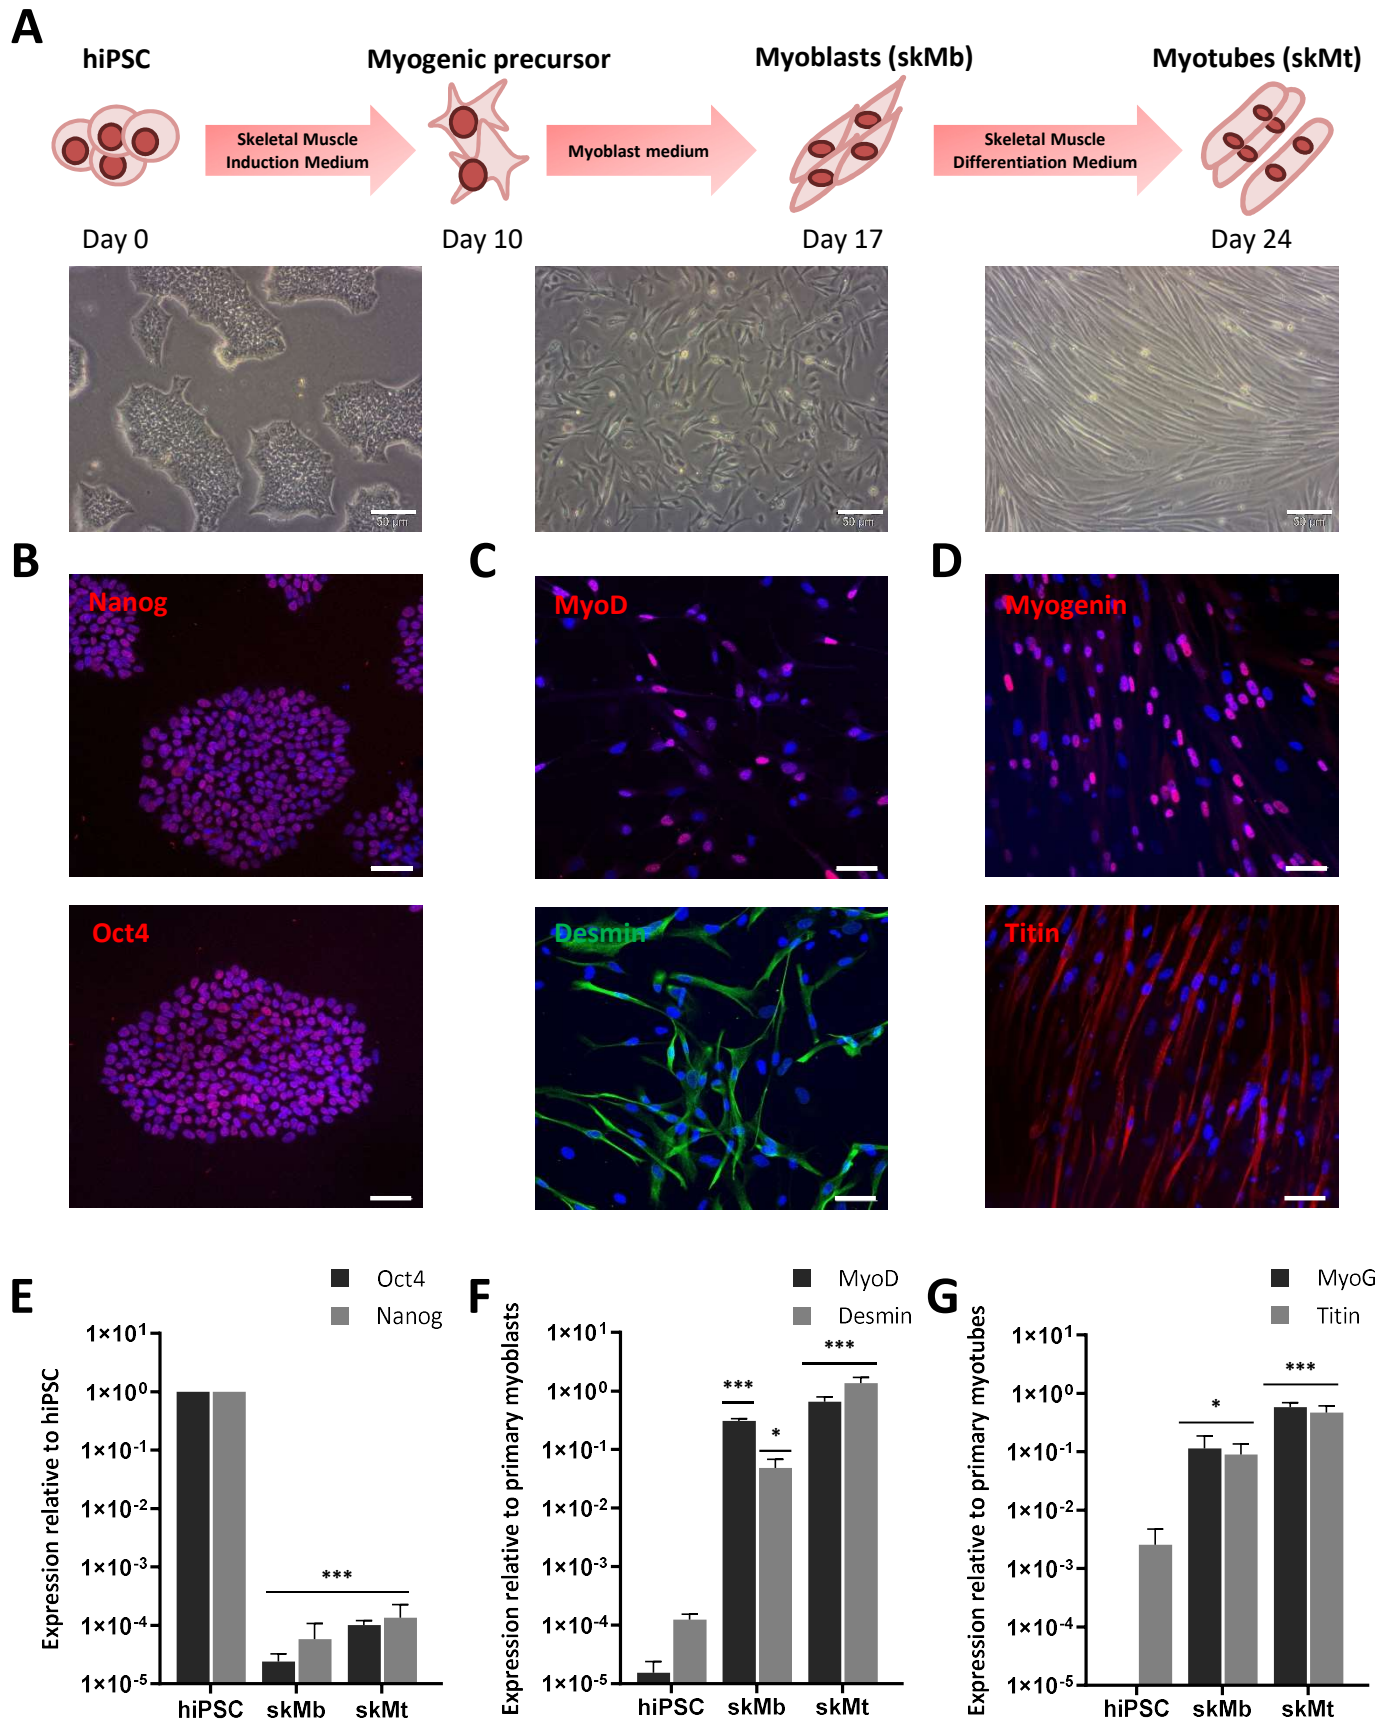 A
hiPSC
Myogenic precursor
Myoblasts (skMb)
Myotubes (skMt)
Skeletal Muscle
Induction Medium
Myoblast medium
Skeletal Muscle
Differentiation Medium
Day 0
Day 10
Day 17
Day 24
50 µm
50 µm
50 µm
B
C
D
Nanog
MyoD
Myogenin
Oct4
Desmin
Titin
E
Oct4
Nanog
Expression relative to hiPSC
1×10¹
1×10⁰
1×10⁻¹
1×10⁻²
1×10⁻³
1×10⁻⁴
1×10⁻⁵
***
hiPSC
skMb
skMt
F
MyoD
Desmin
Expression relative to primary myoblasts
1×10¹
1×10⁰
1×10⁻¹
1×10⁻²
1×10⁻³
1×10⁻⁴
1×10⁻⁵
***
*
***
hiPSC
skMb
skMt
G
MyoG
Titin
Expression relative to primary myotubes
1×10¹
1×10⁰
1×10⁻¹
1×10⁻²
1×10⁻³
1×10⁻⁴
1×10⁻⁵
*
***
hiPSC
skMb
skMt